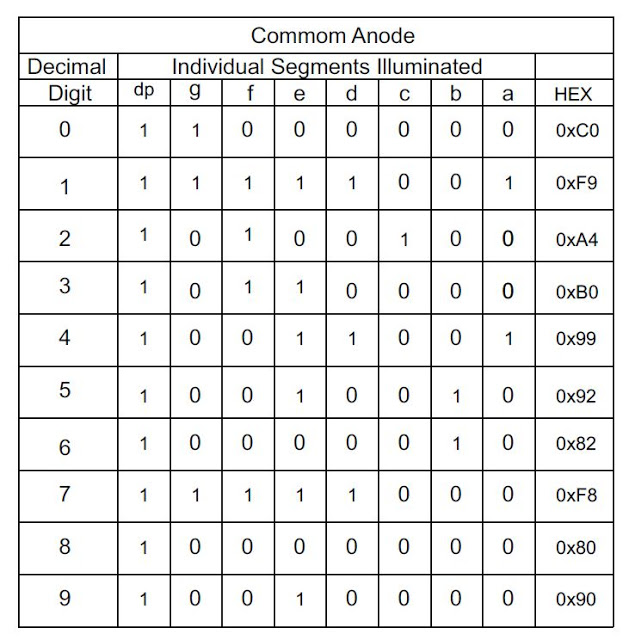 Commom Anode
Decimal Individual Segments Illuminated
Digit dp g f e d c b a HEX
0 1 1 0 0 0 0 0 0 0xC0
1 1 1 1 1 1 0 0 1 0xF9
2 1 0 1 0 0 1 0 0 0xA4
3 1 0 1 1 0 0 0 0 0xB0
4 1 0 0 1 1 0 0 1 0x99
5 1 0 0 1 0 0 1 0 0x92
6 1 0 0 0 0 0 1 0 0x82
7 1 1 1 1 1 0 0 0 0xF8
8 1 0 0 0 0 0 0 0 0x80
9 1 0 0 1 0 0 0 0 0x90